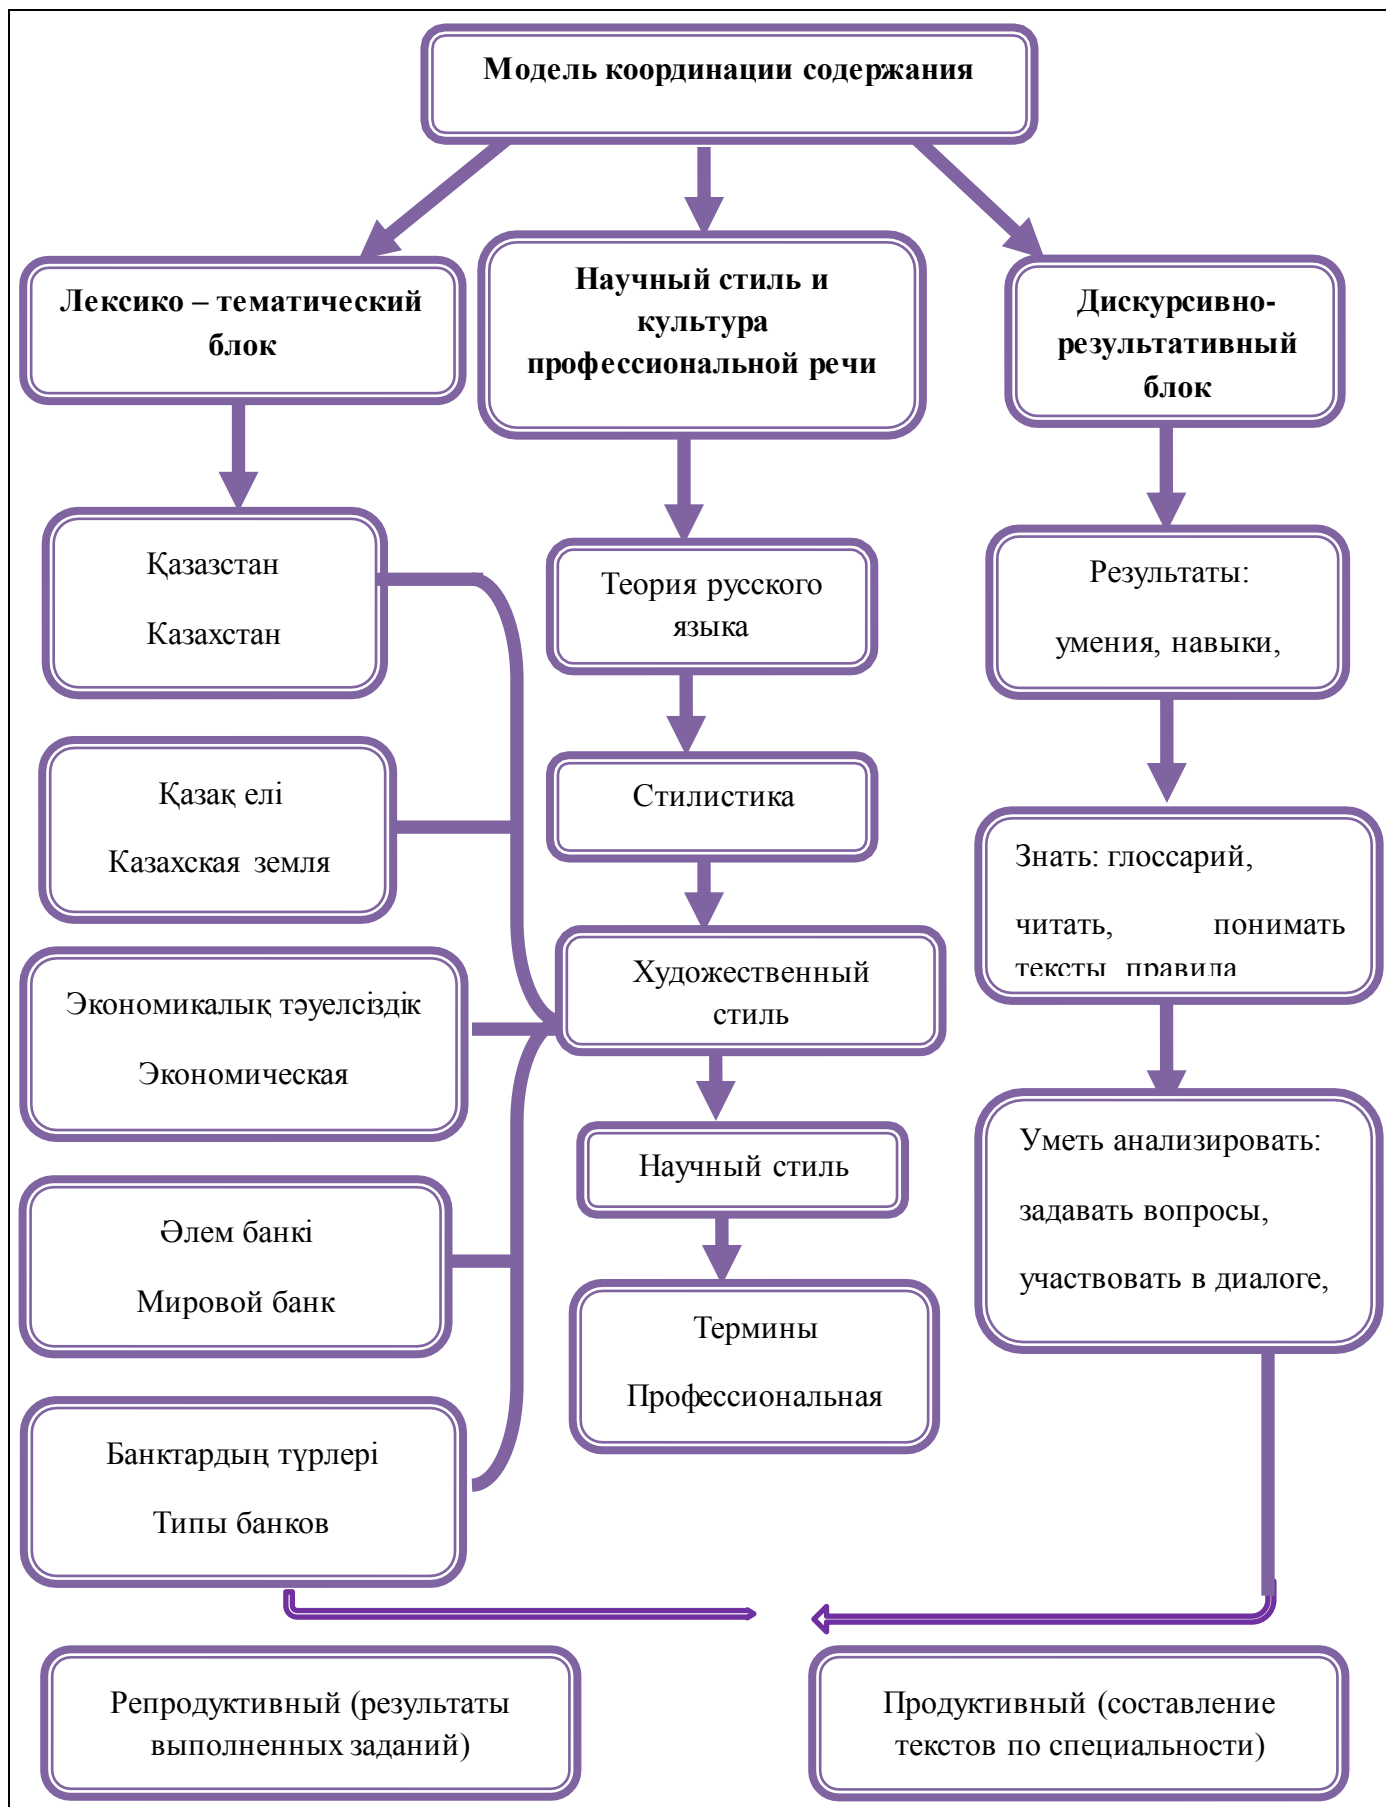 Модель координации содержания
Лексико – тематический
блок
Научный стиль и
культура
профессиональной речи
Дискурсивно-
результативный
блок
Қазазстан
Казахстан
Қазақ елі
Казахская земля
Экономикалық тәуелсіздік
Экономическая
Әлем банкі
Мировой банк
Банктардың түрлері
Типы банков
Теория русского
языка
Стилистика
Художественный
стиль
Научный стиль
Термины
Профессиональная
Результаты:
умения, навыки,
Знать: глоссарий,
читать, понимать
тексты, правила
Уметь анализировать:
задавать вопросы,
участвовать в диалоге,
Репродуктивный (результаты
выполненных заданий)
Продуктивный (составление
текстов по специальности)